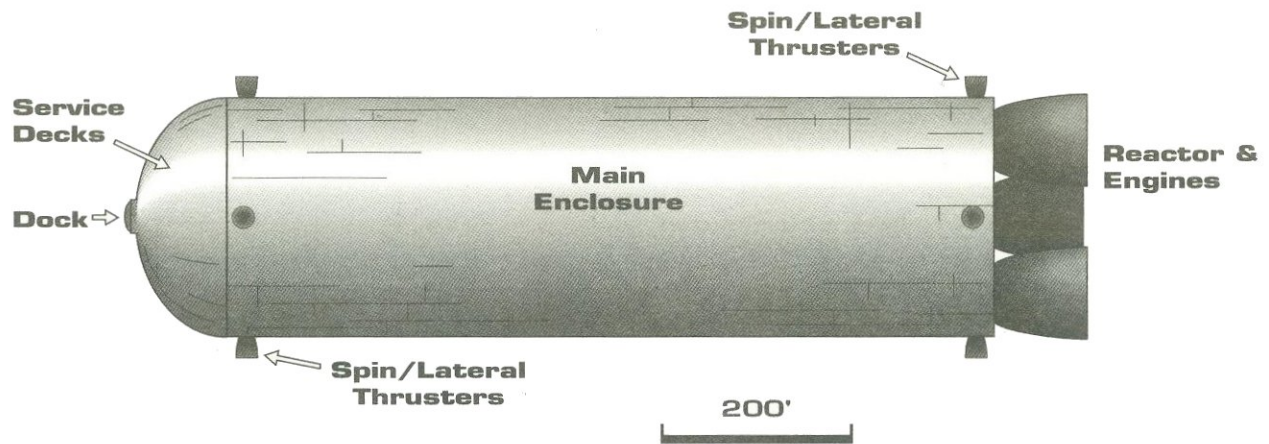 Spin/Lateral
Thrusters
Service
Decks
Main
Enclosure
Reactor &
Engines
Dock
Spin/Lateral
Thrusters
200'